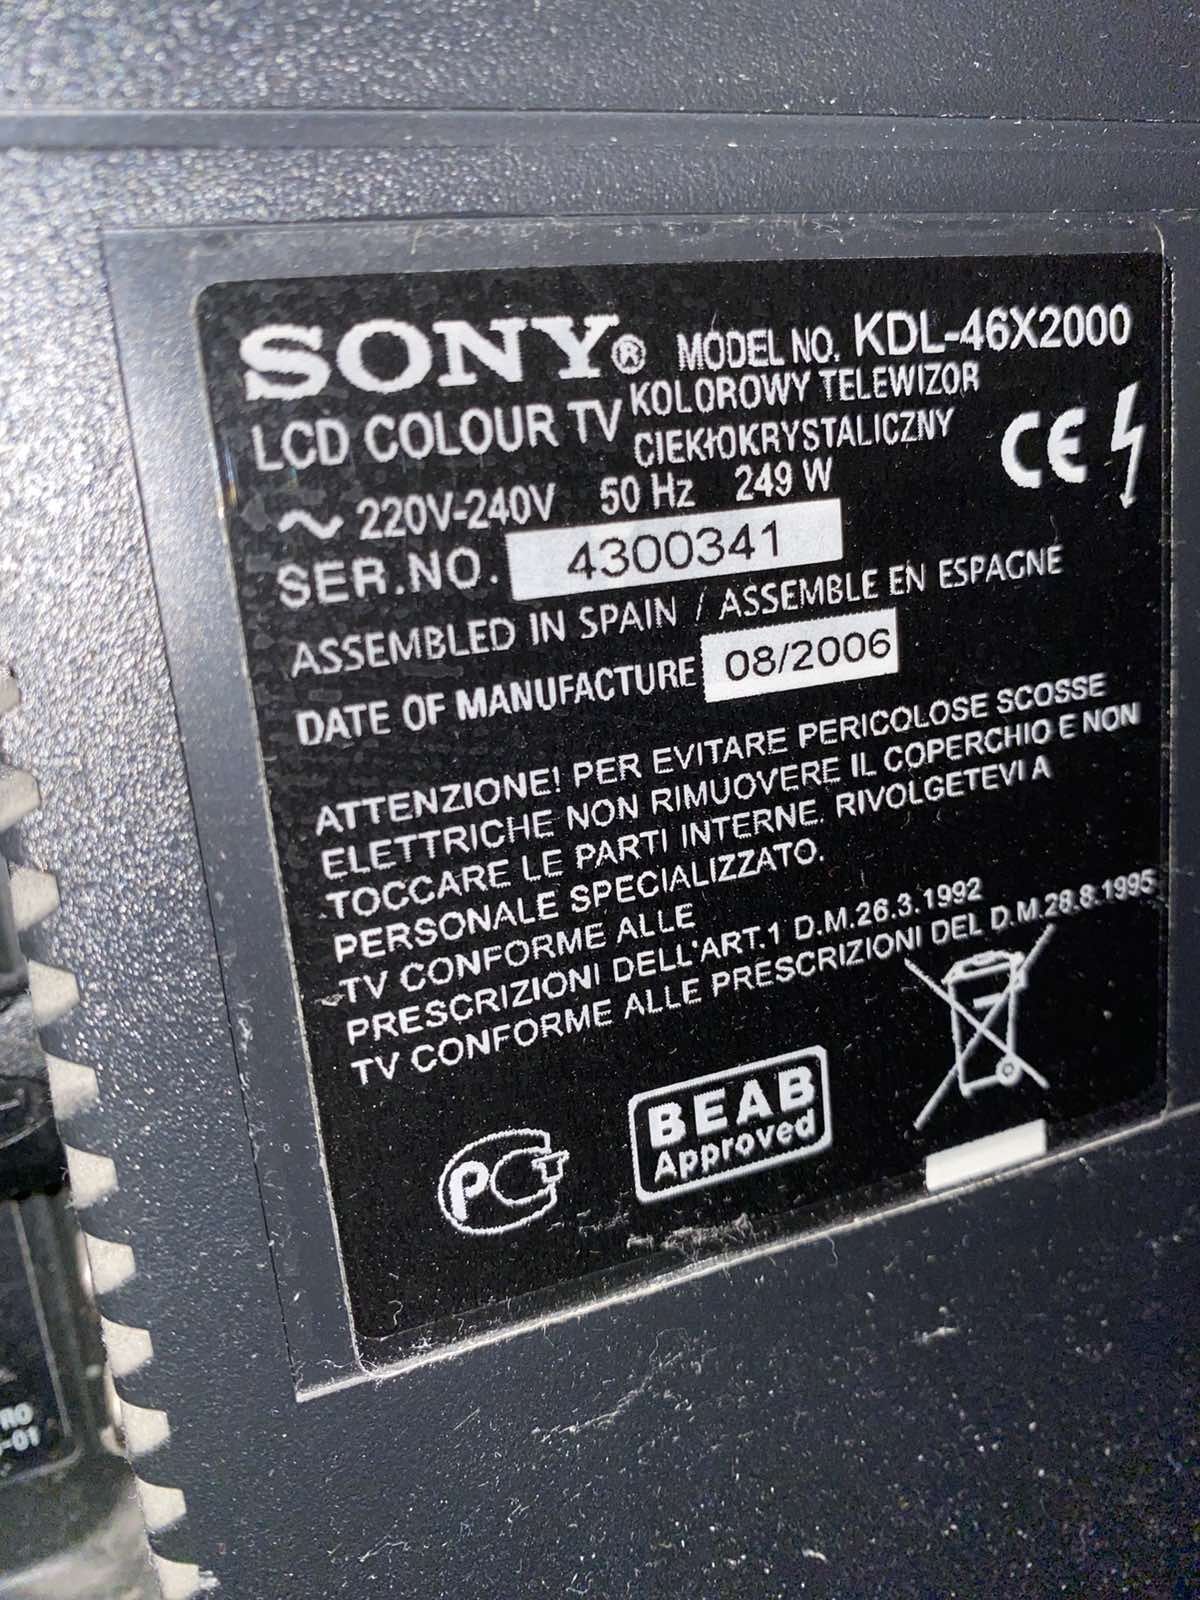 SONY® MODEL NO. KDL-46X2000
LCD COLOUR TV KOLOROWY TELEWIZOR
CIEKŁOKRYSTALICZNY
CE
~ 220V-240V 50 Hz 249 W
SER.NO. 4300341
ASSEMBLED IN SPAIN / ASSEMBLE EN ESPAGNE
DATE OF MANUFACTURE 08/2006
ATTENZIONE! PER EVITARE PERICOLOSE SCOSSE
ELETTRICHE NON RIMUOVERE IL COPERCHIO E NON
TOCCARE LE PARTI INTERNE. RIVOLGETEVI A
PERSONALE SPECIALIZZATO.
TV CONFORME ALLE
PRESCRIZIONI DELL'ART.1 D.M.26.3.1992
TV CONFORME ALLE PRESCRIZIONI DEL D.M.28.8.1995
PCT
BEAB
Approved
RO
-01